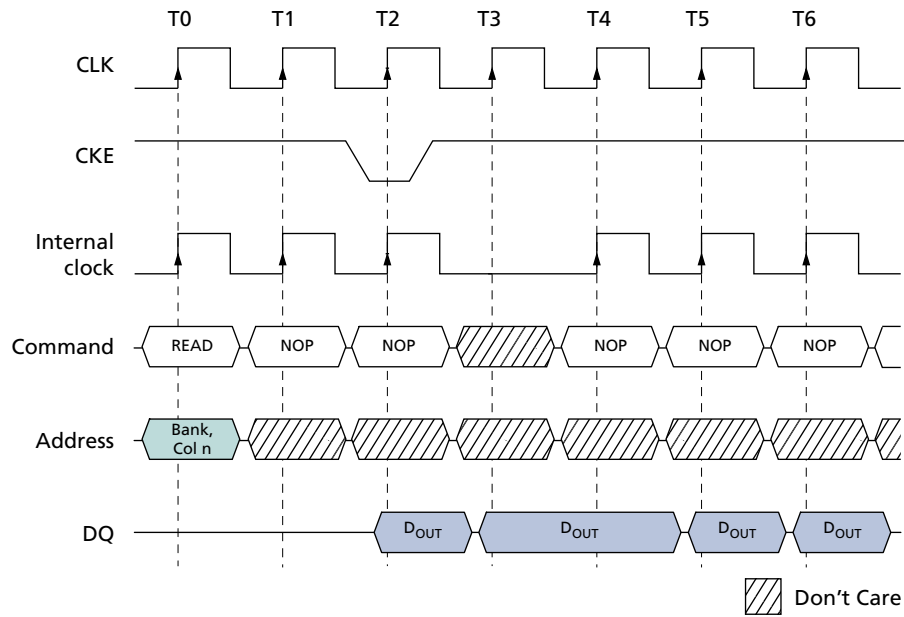 T0 T1 T2 T3 T4 T5 T6
CLK
CKE
Internal
clock
Command READ NOP NOP NOP NOP NOP
Address Bank,
Col n
DQ DOUT DOUT DOUT DOUT
Don't Care